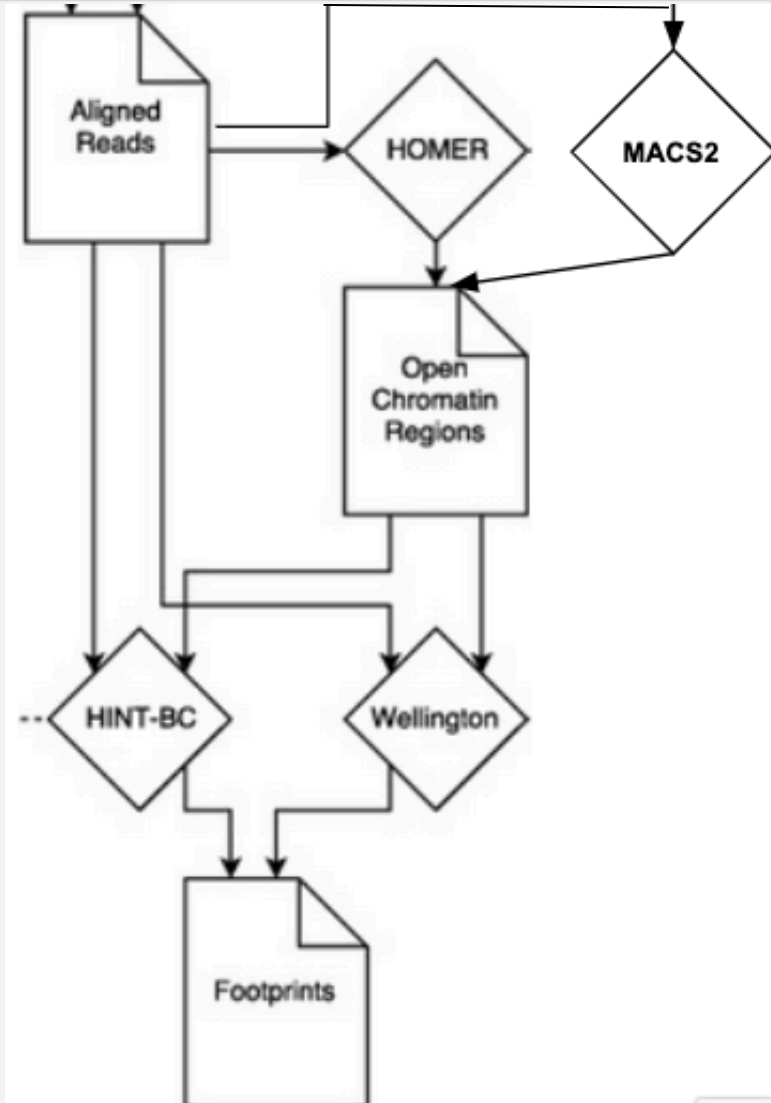 Aligned
Reads
HOMER
MACS2
Open
Chromatin
Regions
HINT-BC
Wellington
Footprints